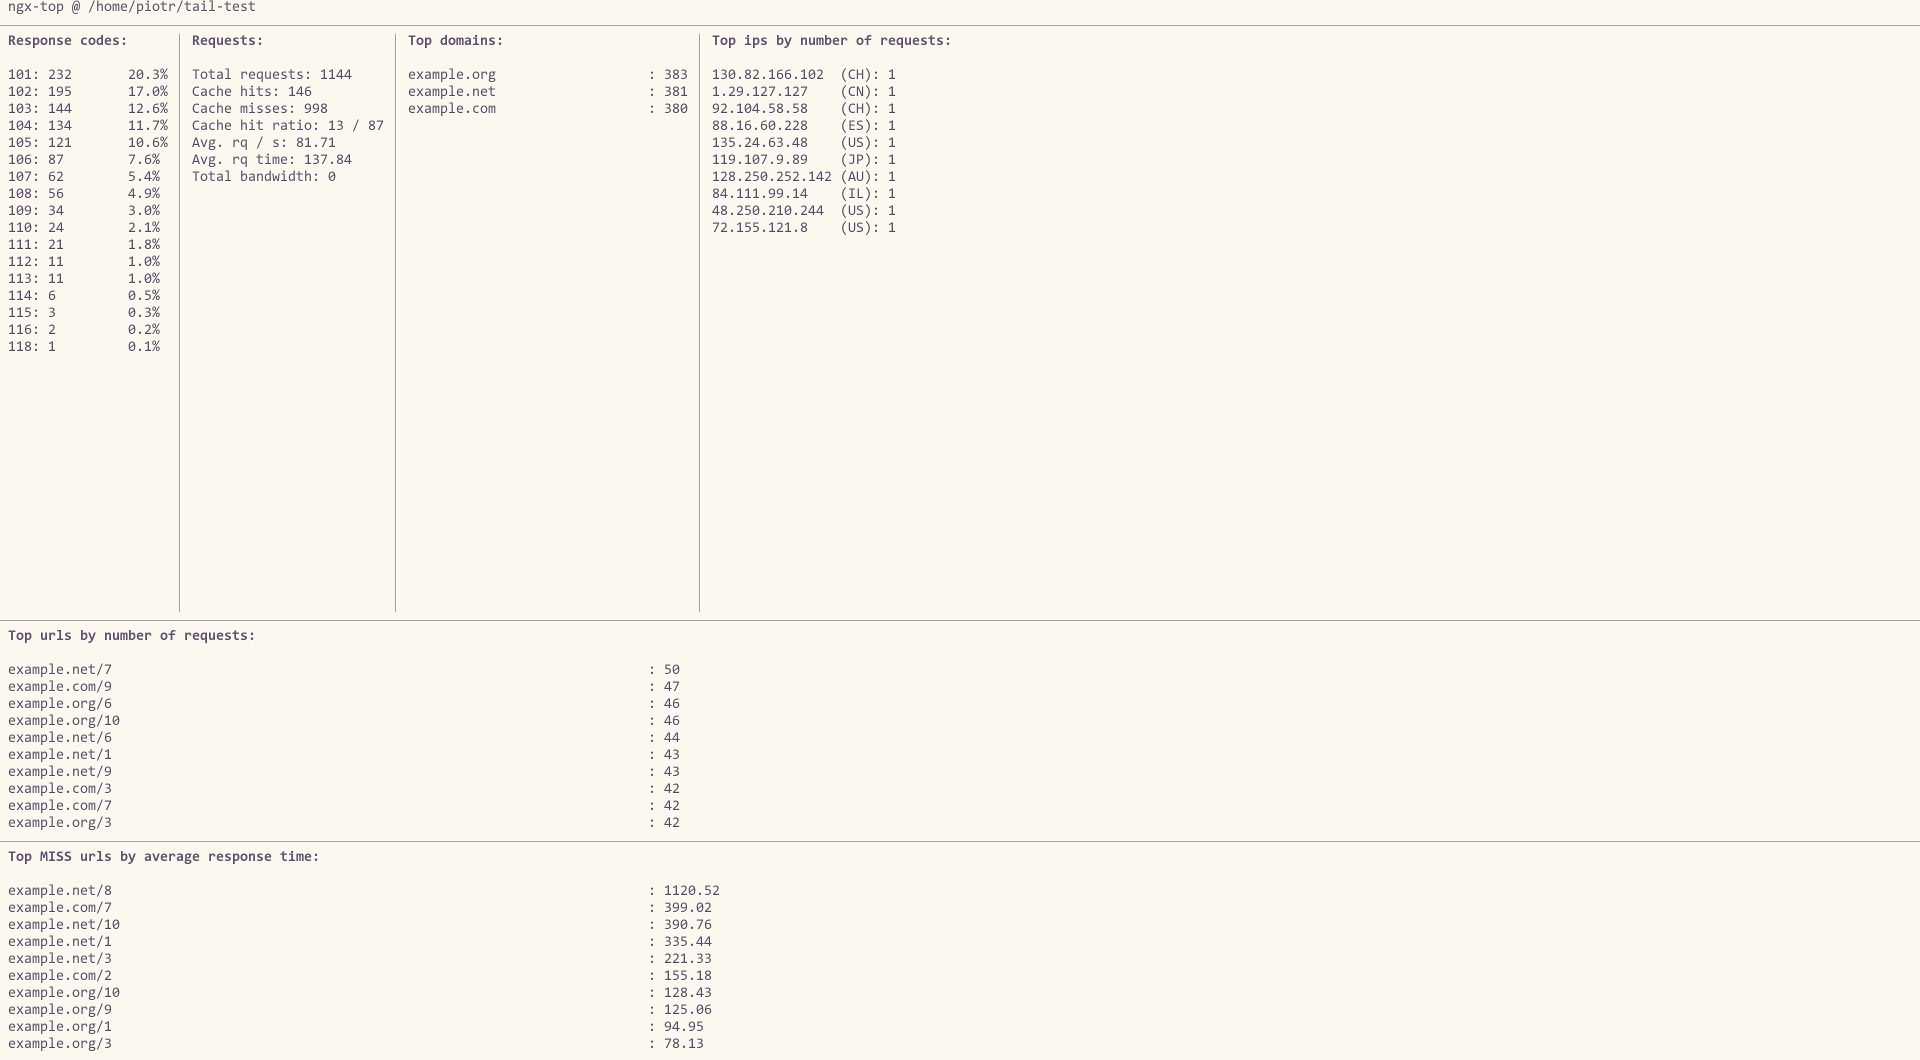 ngx-top @ /home/piotr/tail-test
Response codes:
101: 232 20.3%
102: 195 17.0%
103: 144 12.6%
104: 134 11.7%
105: 121 10.6%
106: 87 7.6%
107: 62 5.4%
108: 56 4.9%
109: 34 3.0%
110: 24 2.1%
111: 21 1.8%
112: 11 1.0%
113: 11 1.0%
114: 6 0.5%
115: 3 0.3%
116: 2 0.2%
118: 1 0.1%
Requests:
Total requests: 1144
Cache hits: 146
Cache misses: 998
Cache hit ratio: 13 / 87
Avg. rq / s: 81.71
Avg. rq time: 137.84
Total bandwidth: 0
Top domains:
example.org : 383
example.net : 381
example.com : 380
Top ips by number of requests:
130.82.166.102 (CH): 1
1.29.127.127 (CN): 1
92.104.58.58 (CH): 1
88.16.60.228 (ES): 1
135.24.63.48 (US): 1
119.107.9.89 (JP): 1
128.250.252.142 (AU): 1
84.111.99.14 (IL): 1
48.250.210.244 (US): 1
72.155.121.8 (US): 1
Top urls by number of requests:
example.net/7 : 50
example.com/9 : 47
example.org/6 : 46
example.org/10 : 46
example.net/6 : 44
example.net/1 : 43
example.net/9 : 43
example.com/3 : 42
example.com/7 : 42
example.org/3 : 42
Top MISS urls by average response time:
example.net/8 : 1120.52
example.com/7 : 399.02
example.net/10 : 390.76
example.net/1 : 335.44
example.net/3 : 221.33
example.com/2 : 155.18
example.org/10 : 128.43
example.org/9 : 125.06
example.org/1 : 94.95
example.org/3 : 78.13